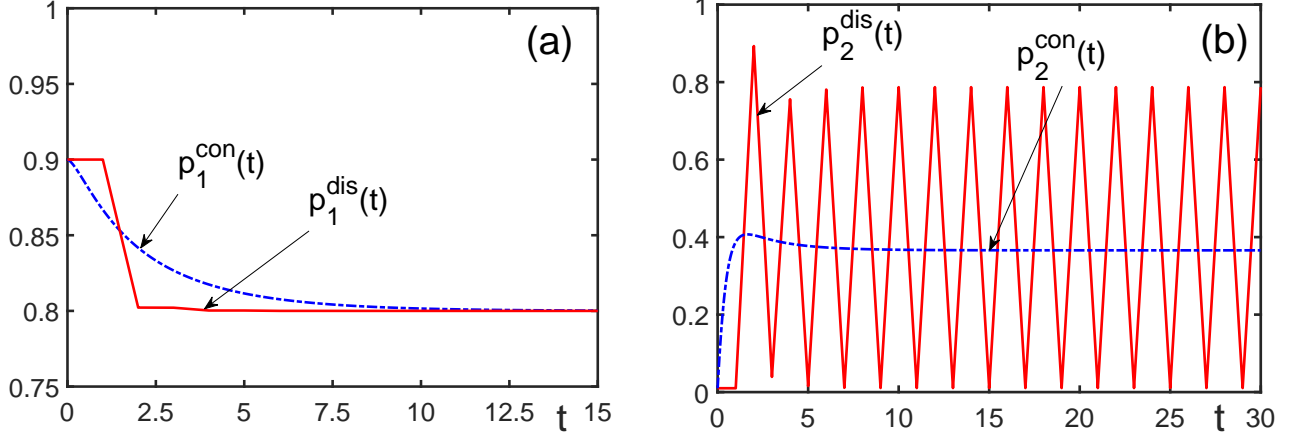 1
(a)
0.95
0.9
p₁ᶜᵒⁿ(t)
p₁ᵈⁱˢ(t)
0.85
0.8
0.75
0 2.5 5 7.5 10 12.5 t 15
1
p₂ᵈⁱˢ(t) p₂ᶜᵒⁿ(t) (b)
0.8
0.6
0.4
0.2
0
0 5 10 15 20 25 t 30